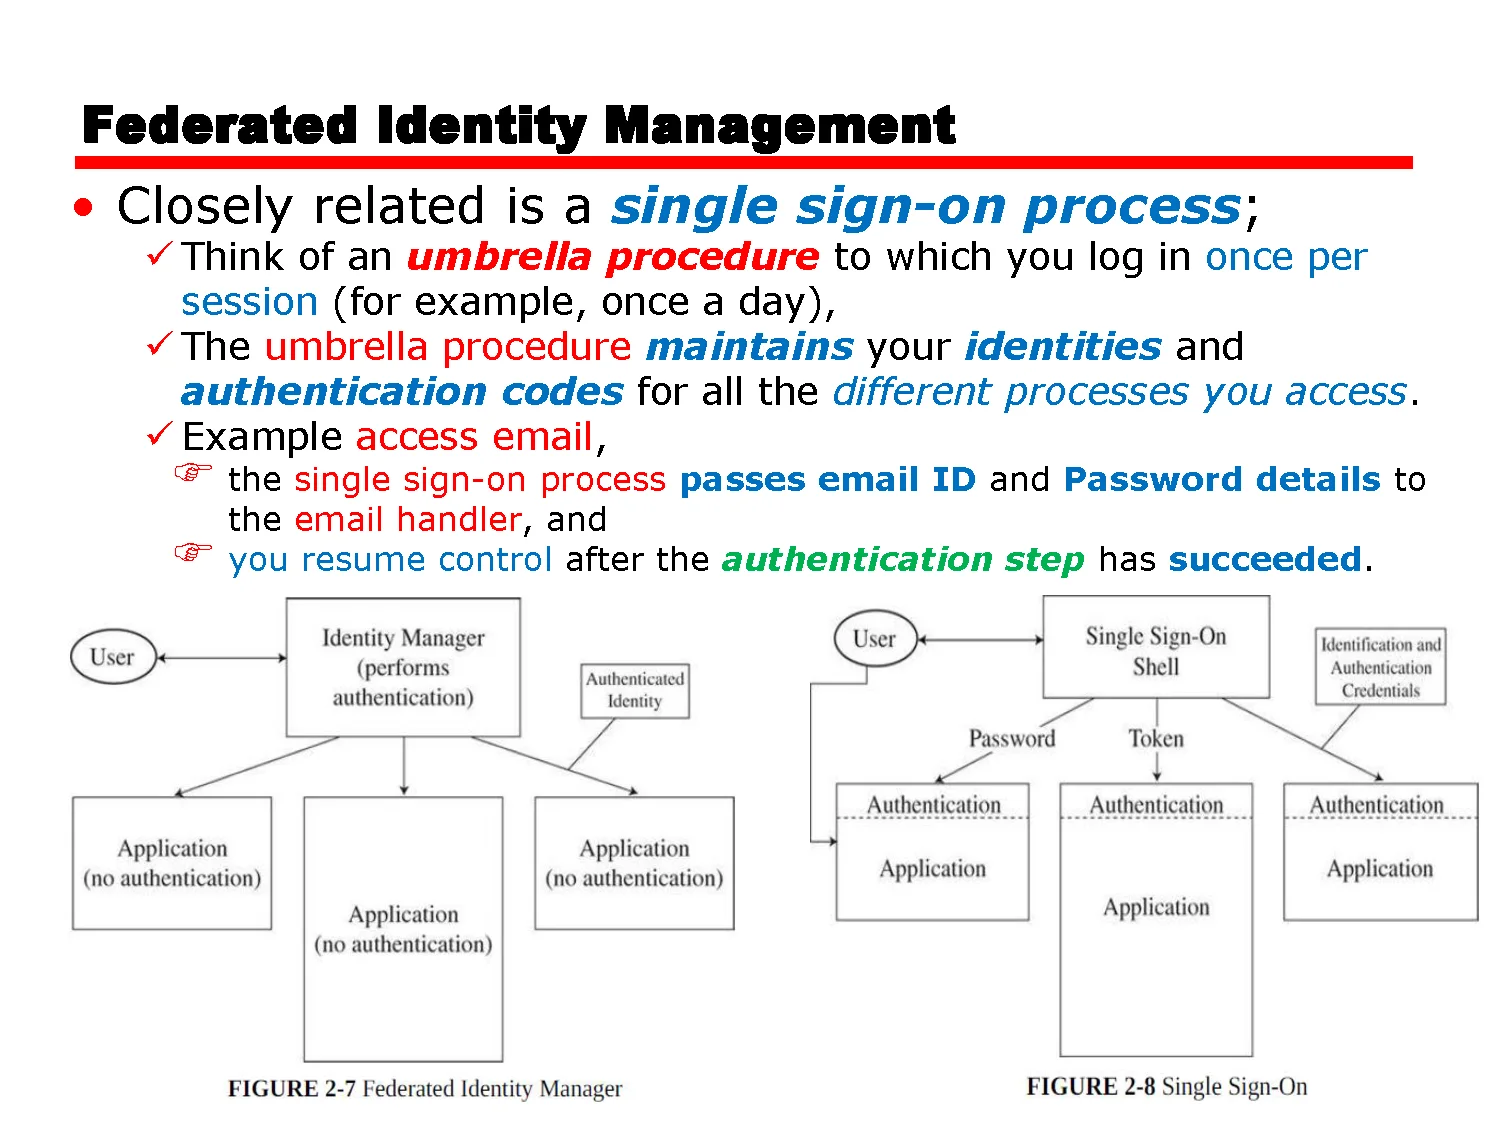 Federated Identity Management
• Closely related is a single sign-on process;
✓ Think of an umbrella procedure to which you log in once per
session (for example, once a day),
✓ The umbrella procedure maintains your identities and
authentication codes for all the different processes you access.
✓ Example access email,
☞ the single sign-on process passes email ID and Password details to
the email handler, and
☞ you resume control after the authentication step has succeeded.
User
Identity Manager
(performs
authentication)
Authenticated
Identity
Application
(no authentication)
Application
(no authentication)
Application
(no authentication)
FIGURE 2-7 Federated Identity Manager
User
Single Sign-On
Shell
Identification and
Authentication
Credentials
Password
Token
Authentication
Application
Authentication
Application
Authentication
Application
FIGURE 2-8 Single Sign-On